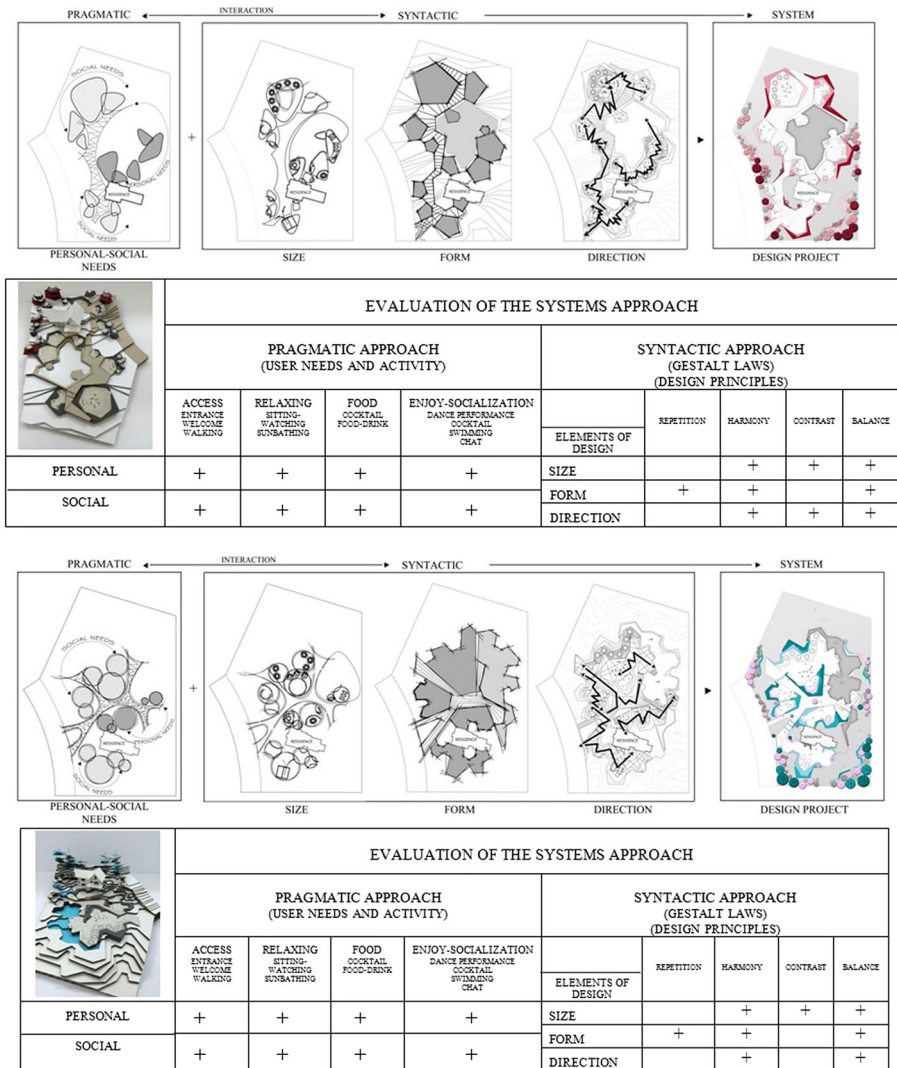 PRAGMATIC INTERACTION SYNTACTIC SYSTEM
SOCIAL NEEDS
PERSONAL NEEDS
RESIDENCE
SOCIAL NEEDS
+
RESIDENCE
RESIDENCE
RESIDENCE
RESIDENCE
PERSONAL-SOCIAL
NEEDS
SIZE FORM DIRECTION DESIGN PROJECT
EVALUATION OF THE SYSTEMS APPROACH
PRAGMATIC APPROACH
(USER NEEDS AND ACTIVITY)
SYNTACTIC APPROACH
(GESTALT LAWS)
(DESIGN PRINCIPLES)
ACCESS
ENTRANCE
WELCOME
WALKING
RELAXING
SITTING-
WATCHING
SUNBATHING
FOOD
COCKTAIL
FOOD-DRINK
ENJOY-SOCIALIZATION
DANCE PERFORMANCE
COCKTAIL
SWIMMING
CHAT
ELEMENTS OF
DESIGN
REPETITION HARMONY CONTRAST BALANCE
PERSONAL + + + +
SOCIAL + + + +
SIZE + + +
FORM + + +
DIRECTION + + +
PRAGMATIC INTERACTION SYNTACTIC SYSTEM
SOCIAL NEEDS
PERSONAL NEEDS
RESIDENCE
SOCIAL NEEDS
+
RESIDENCE
RESIDENCE
RESIDENCE
RESIDENCE
PERSONAL-SOCIAL
NEEDS
SIZE FORM DIRECTION DESIGN PROJECT
EVALUATION OF THE SYSTEMS APPROACH
PRAGMATIC APPROACH
(USER NEEDS AND ACTIVITY)
SYNTACTIC APPROACH
(GESTALT LAWS)
(DESIGN PRINCIPLES)
ACCESS
ENTRANCE
WELCOME
WALKING
RELAXING
SITTING-
WATCHING
SUNBATHING
FOOD
COCKTAIL
FOOD-DRINK
ENJOY-SOCIALIZATION
DANCE PERFORMANCE
COCKTAIL
SWIMMING
CHAT
ELEMENTS OF
DESIGN
REPETITION HARMONY CONTRAST BALANCE
PERSONAL + + + +
SOCIAL + + + +
SIZE + + +
FORM + + +
DIRECTION + +